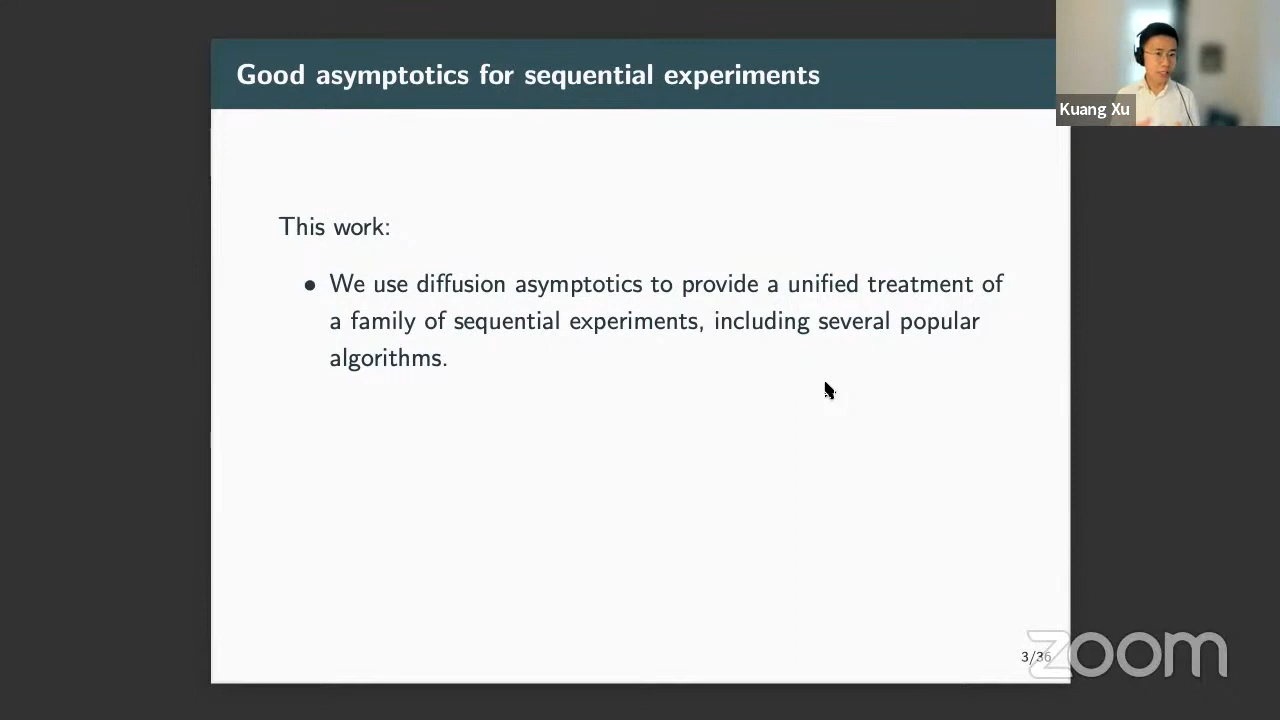 Good asymptotics for sequential experiments
Kuang Xu
This work:
• We use diffusion asymptotics to provide a unified treatment of
a family of sequential experiments, including several popular
algorithms.
3/36
zoom